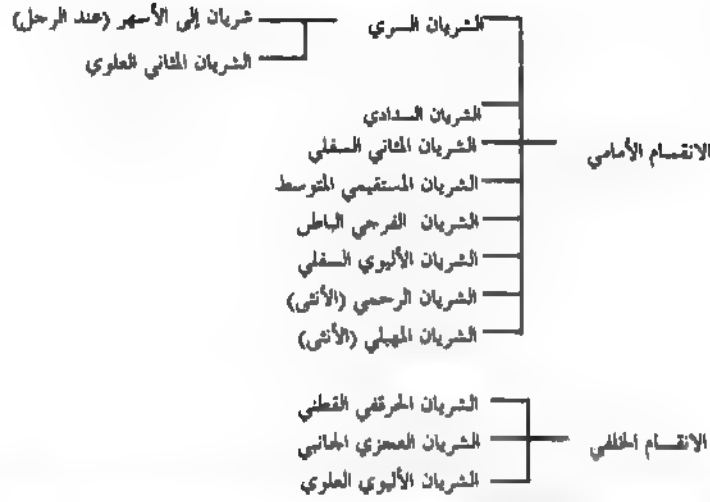 الشريان السري
شريان إلى الأسهر (عند الرحل)
الشريان المثاني العلوي
الانقسام الأمامي
الشريان السدادي
الشريان المثاني السفلي
الشريان المستقيمي المتوسط
الشريان الفرجي الباطن
الشريان الأليوي السفلي
الشريان الرحمي (الأنثى)
الشريان المهبلي (الأنثى)
الانقسام الخلفي
الشريان الحرقفي القطني
الشريان العجزي الجانبي
الشريان الأليوي العلوي